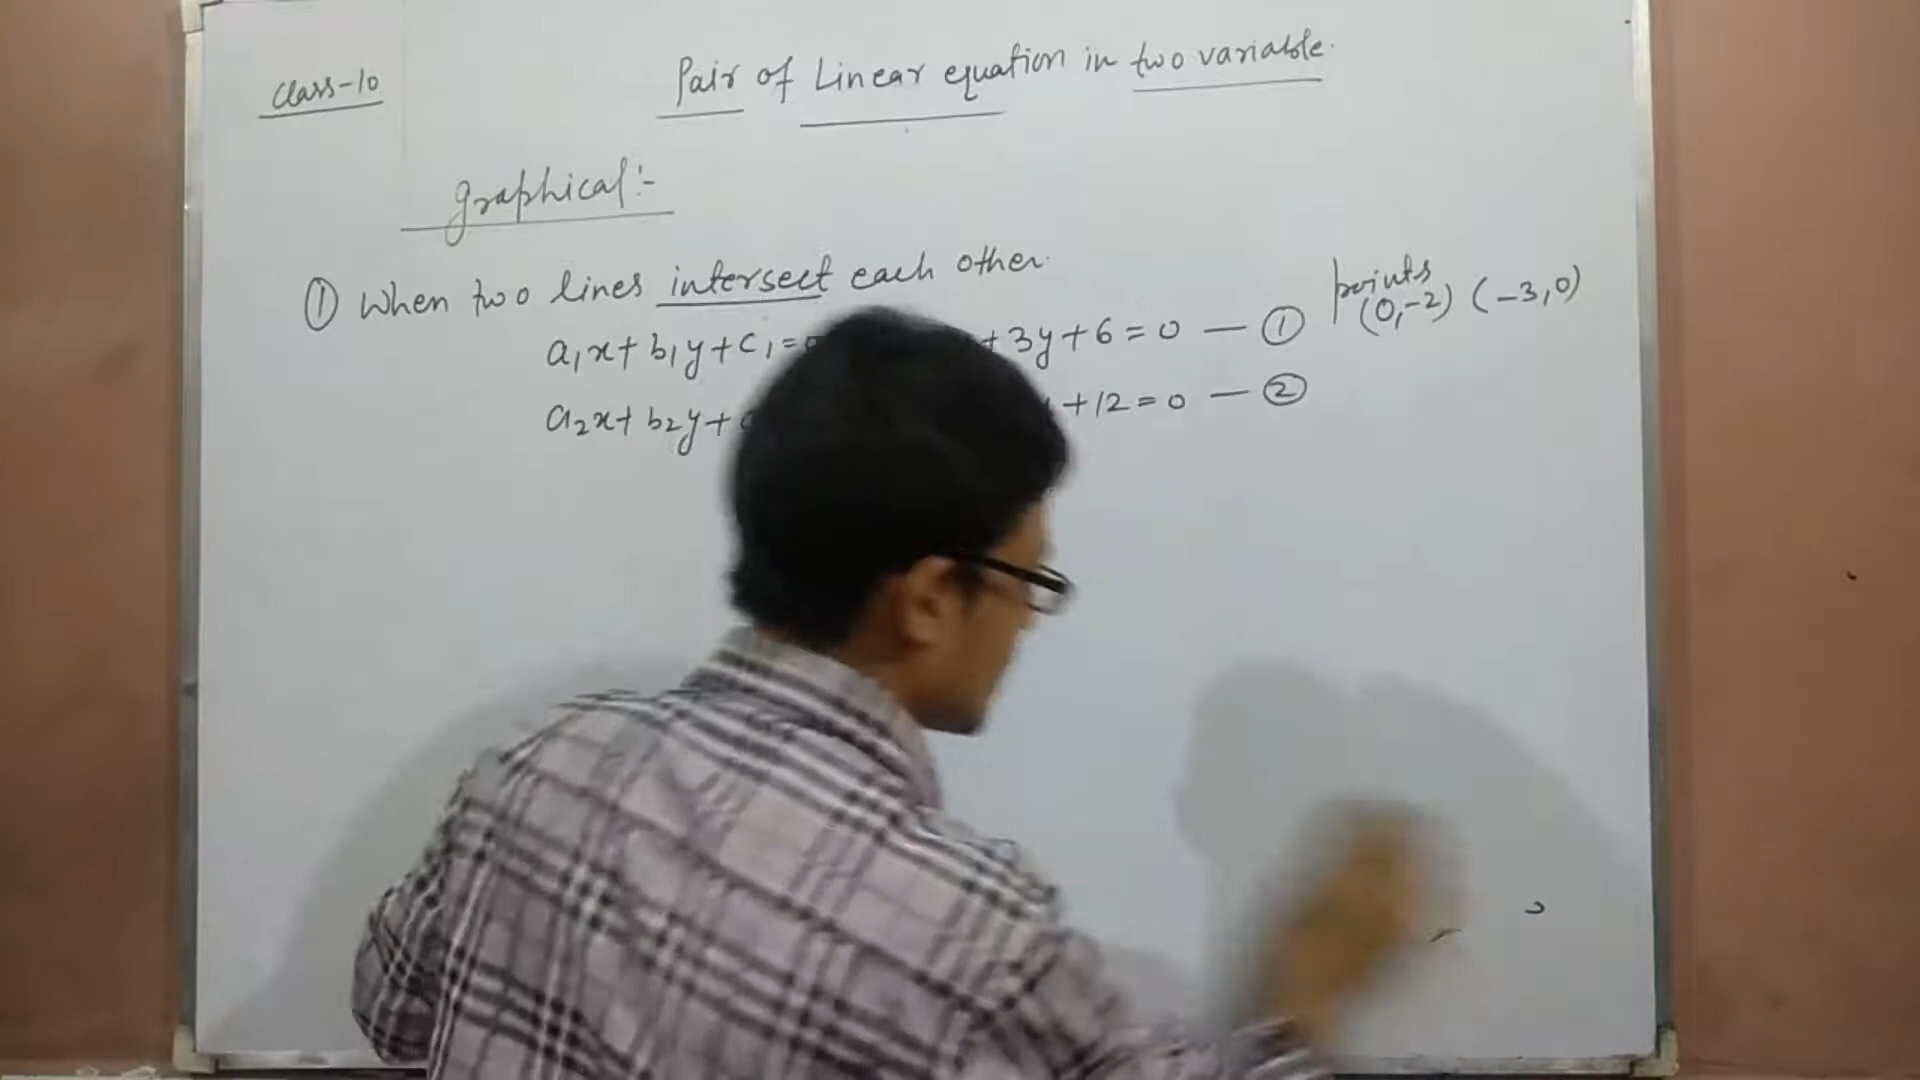 Class-10
Pair of Linear equation in two variable.
graphical:-
① When two lines intersect each other.
a₁x+ b₁y+c₁= +3y+6=0 — ① points
(0,-2) (-3,0)
a₂x+ b₂y+ +12=0 — ②